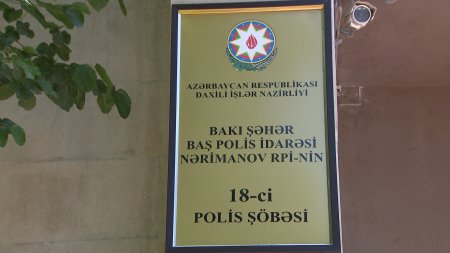 AZƏRBAYCAN RESPUBLİKASI
DAXİLİ İŞLƏR NAZİRLİYİ
BAKI ŞƏHƏR
BAŞ POLİS İDARƏSİ
NƏRİMANOV RPİ-NİN
18-ci
POLİS ŞÖBƏSİ